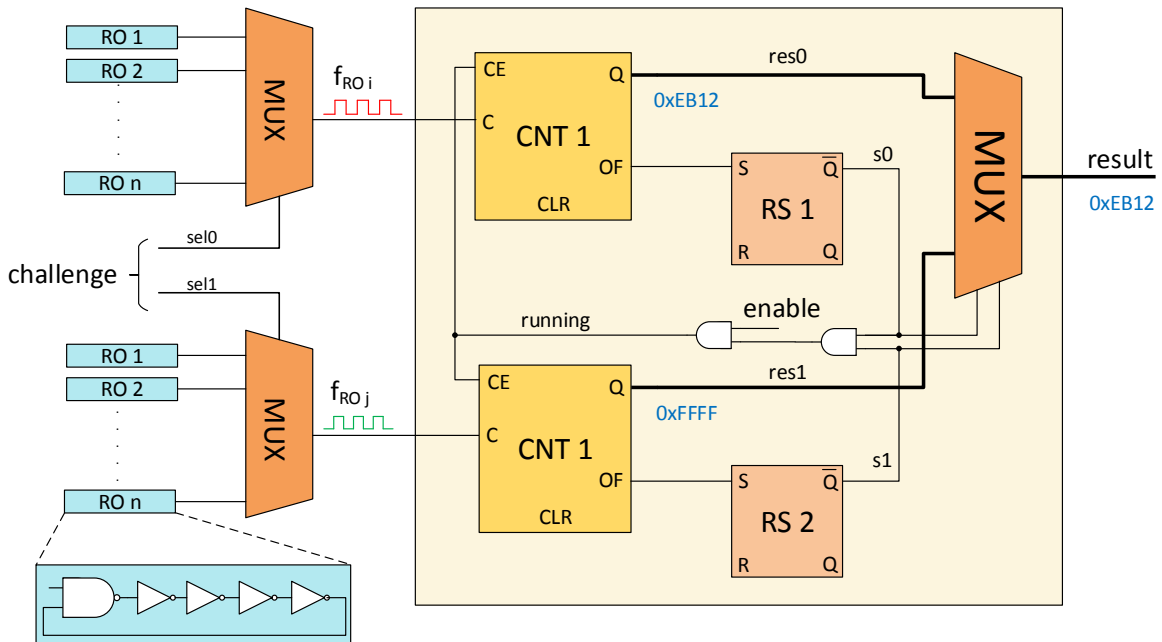 RO 1
RO 2
RO n
MUX
f_RO i
challenge
sel0
sel1
RO 1
RO 2
RO n
MUX
f_RO j
CE
C
Q
OF
CNT 1
CLR
res0
0xEB12
S
Q̅
RS 1
R
Q
s0
MUX
result
0xEB12
running
enable
CE
C
Q
OF
CNT 1
CLR
res1
0xFFFF
S
Q̅
RS 2
R
Q
s1